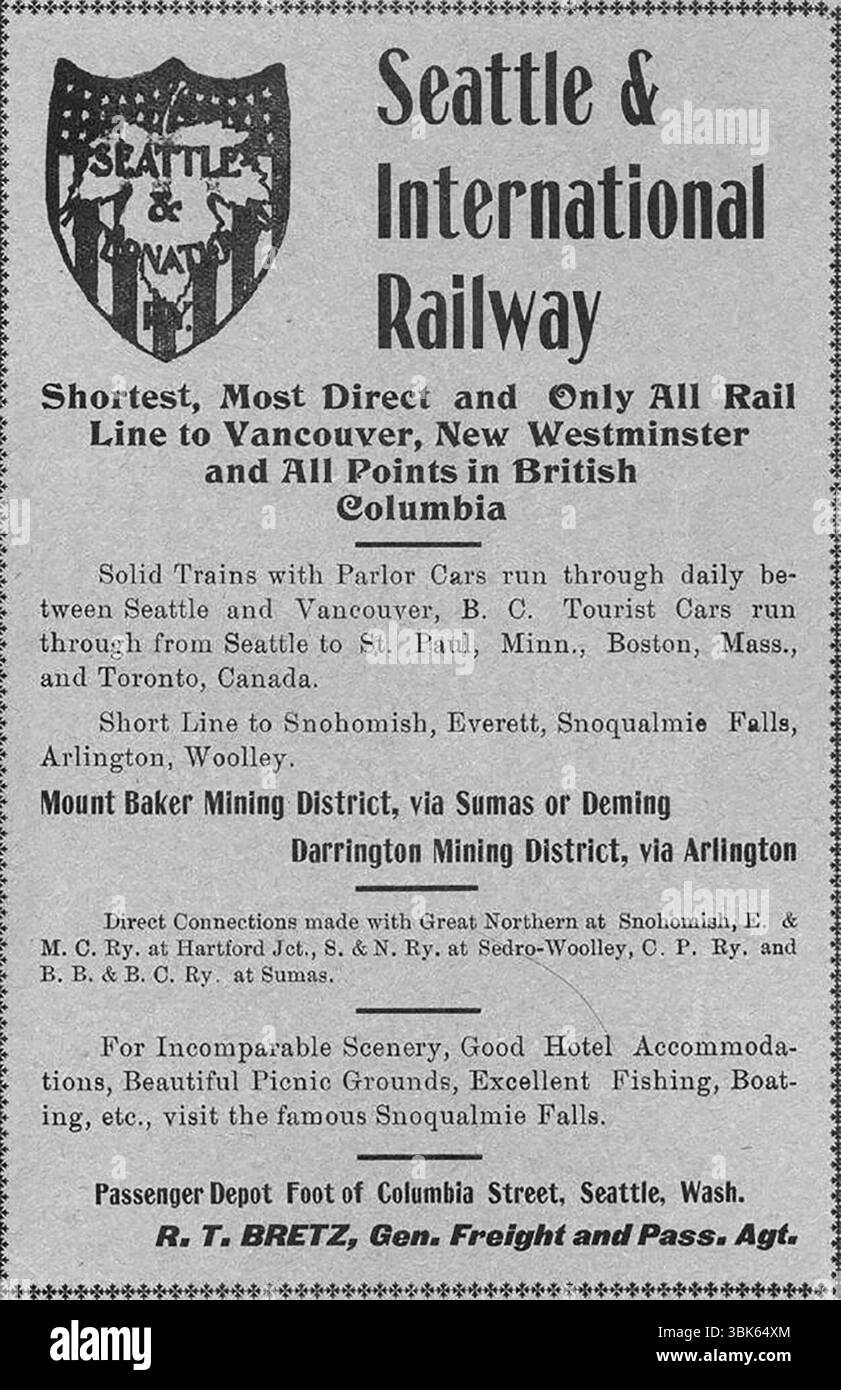 SEATTLE
&
RY.
Seattle &
International
Railway
Shortest, Most Direct and Only All Rail
Line to Vancouver, New Westminster
and All Points in British
Columbia
Solid Trains with Parlor Cars run through daily be-
tween Seattle and Vancouver, B. C. Tourist Cars run
through from Seattle to St. Paul, Minn., Boston, Mass.,
and Toronto, Canada.
Short Line to Snohomish, Everett, Snoqualmie Falls,
Arlington, Woolley.
Mount Baker Mining District, via Sumas or Deming
Darrington Mining District, via Arlington
Direct Connections made with Great Northern at Snohomish, E. &
M. C. Ry. at Hartford Jct., S. & N. Ry. at Sedro-Woolley, C. P. Ry. and
B. B. & B. C. Ry. at Sumas.
For Incomparable Scenery, Good Hotel Accommoda-
tions, Beautiful Picnic Grounds, Excellent Fishing, Boat-
ing, etc., visit the famous Snoqualmie Falls.
Passenger Depot Foot of Columbia Street, Seattle, Wash.
R. T. BRETZ, Gen. Freight and Pass. Agt.
alamy
Image ID: 3BK64XM
www.alamy.com